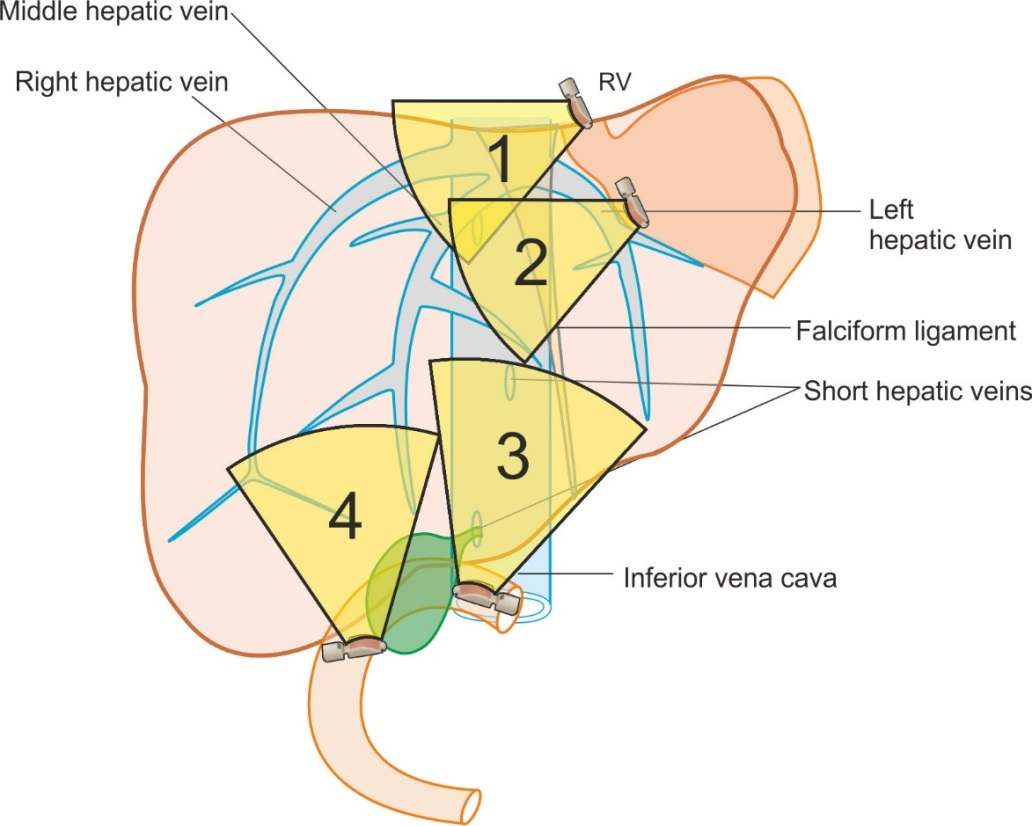 Middle hepatic vein
Right hepatic vein
RV
1
Left
hepatic vein
2
Falciform ligament
Short hepatic veins
3
4
Inferior vena cava